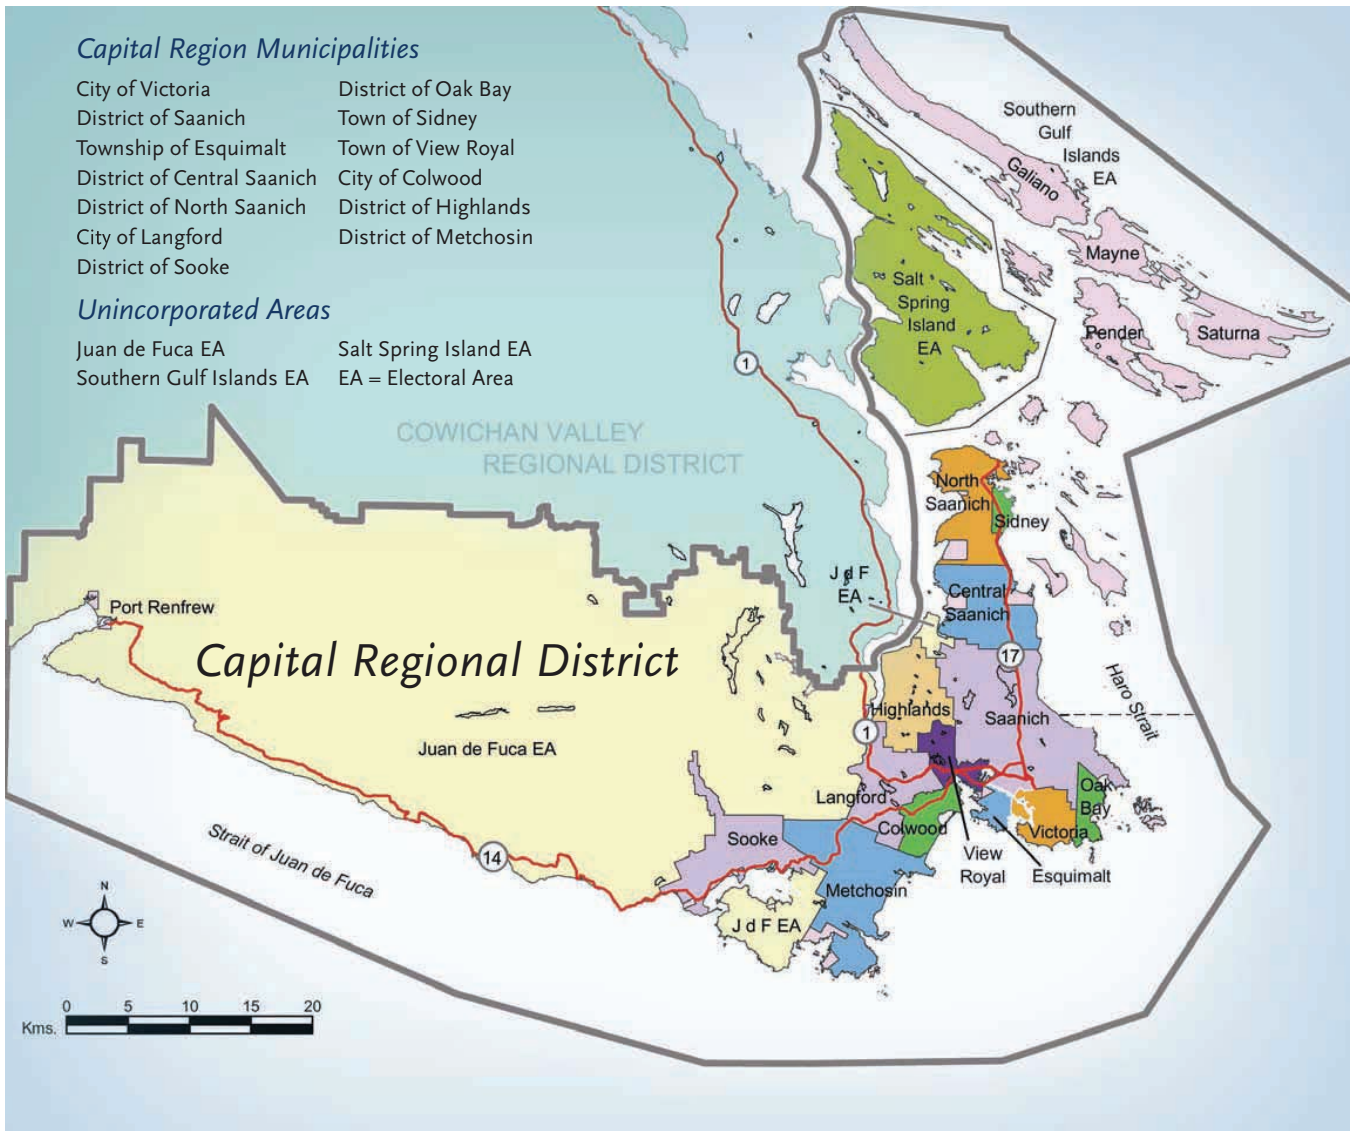 Capital Region Municipalities
City of Victoria
District of Saanich
Township of Esquimalt
District of Central Saanich
District of North Saanich
City of Langford
District of Sooke
District of Oak Bay
Town of Sidney
Town of View Royal
City of Colwood
District of Highlands
District of Metchosin
Unincorporated Areas
Juan de Fuca EA
Southern Gulf Islands EA
Salt Spring Island EA
EA = Electoral Area
Southern
Gulf
Islands
EA
Galiano
Mayne
Pender
Saturna
Salt
Spring
Island
EA
1
COWICHAN VALLEY
REGIONAL DISTRICT
North
Saanich
Sidney
J d F
EA
Central
Saanich
17
Port Renfrew
Capital Regional District
Haro Strait
Highlands
Saanich
1
Juan de Fuca EA
Langford
Oak
Bay
Colwood
Victoria
Sooke
View
Royal
Esquimalt
14
Metchosin
Strait of Juan de Fuca
J d F EA
N
W
E
S
0 5 10 15 20
Kms.